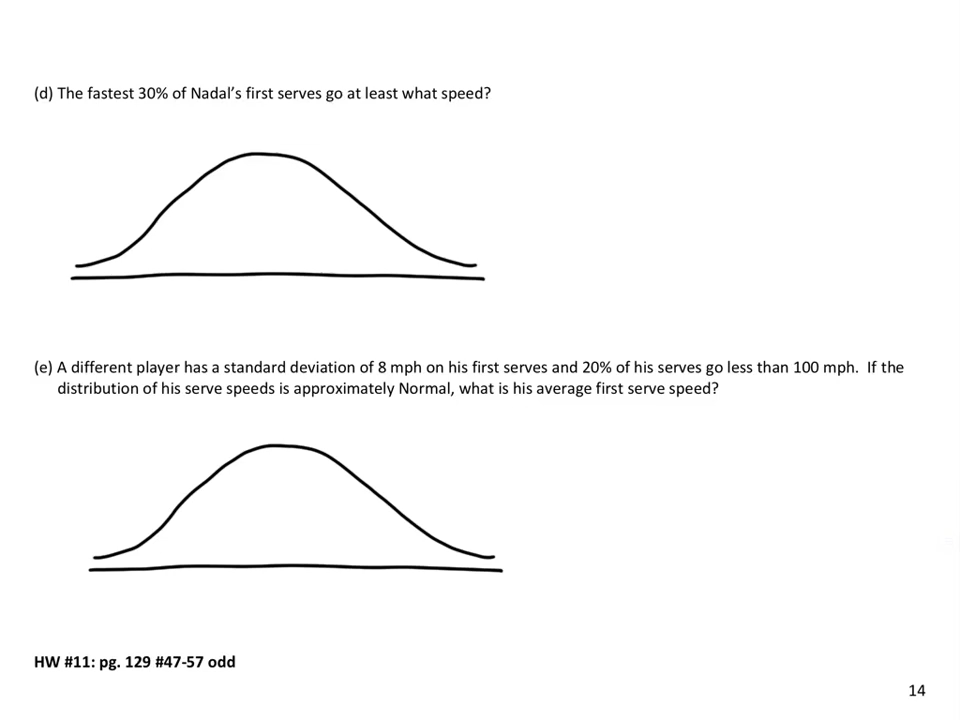 (d) The fastest 30% of Nadal’s first serves go at least what speed?
(e) A different player has a standard deviation of 8 mph on his first serves and 20% of his serves go less than 100 mph.  If the
distribution of his serve speeds is approximately Normal, what is his average first serve speed?
HW #11: pg. 129 #47-57 odd
14